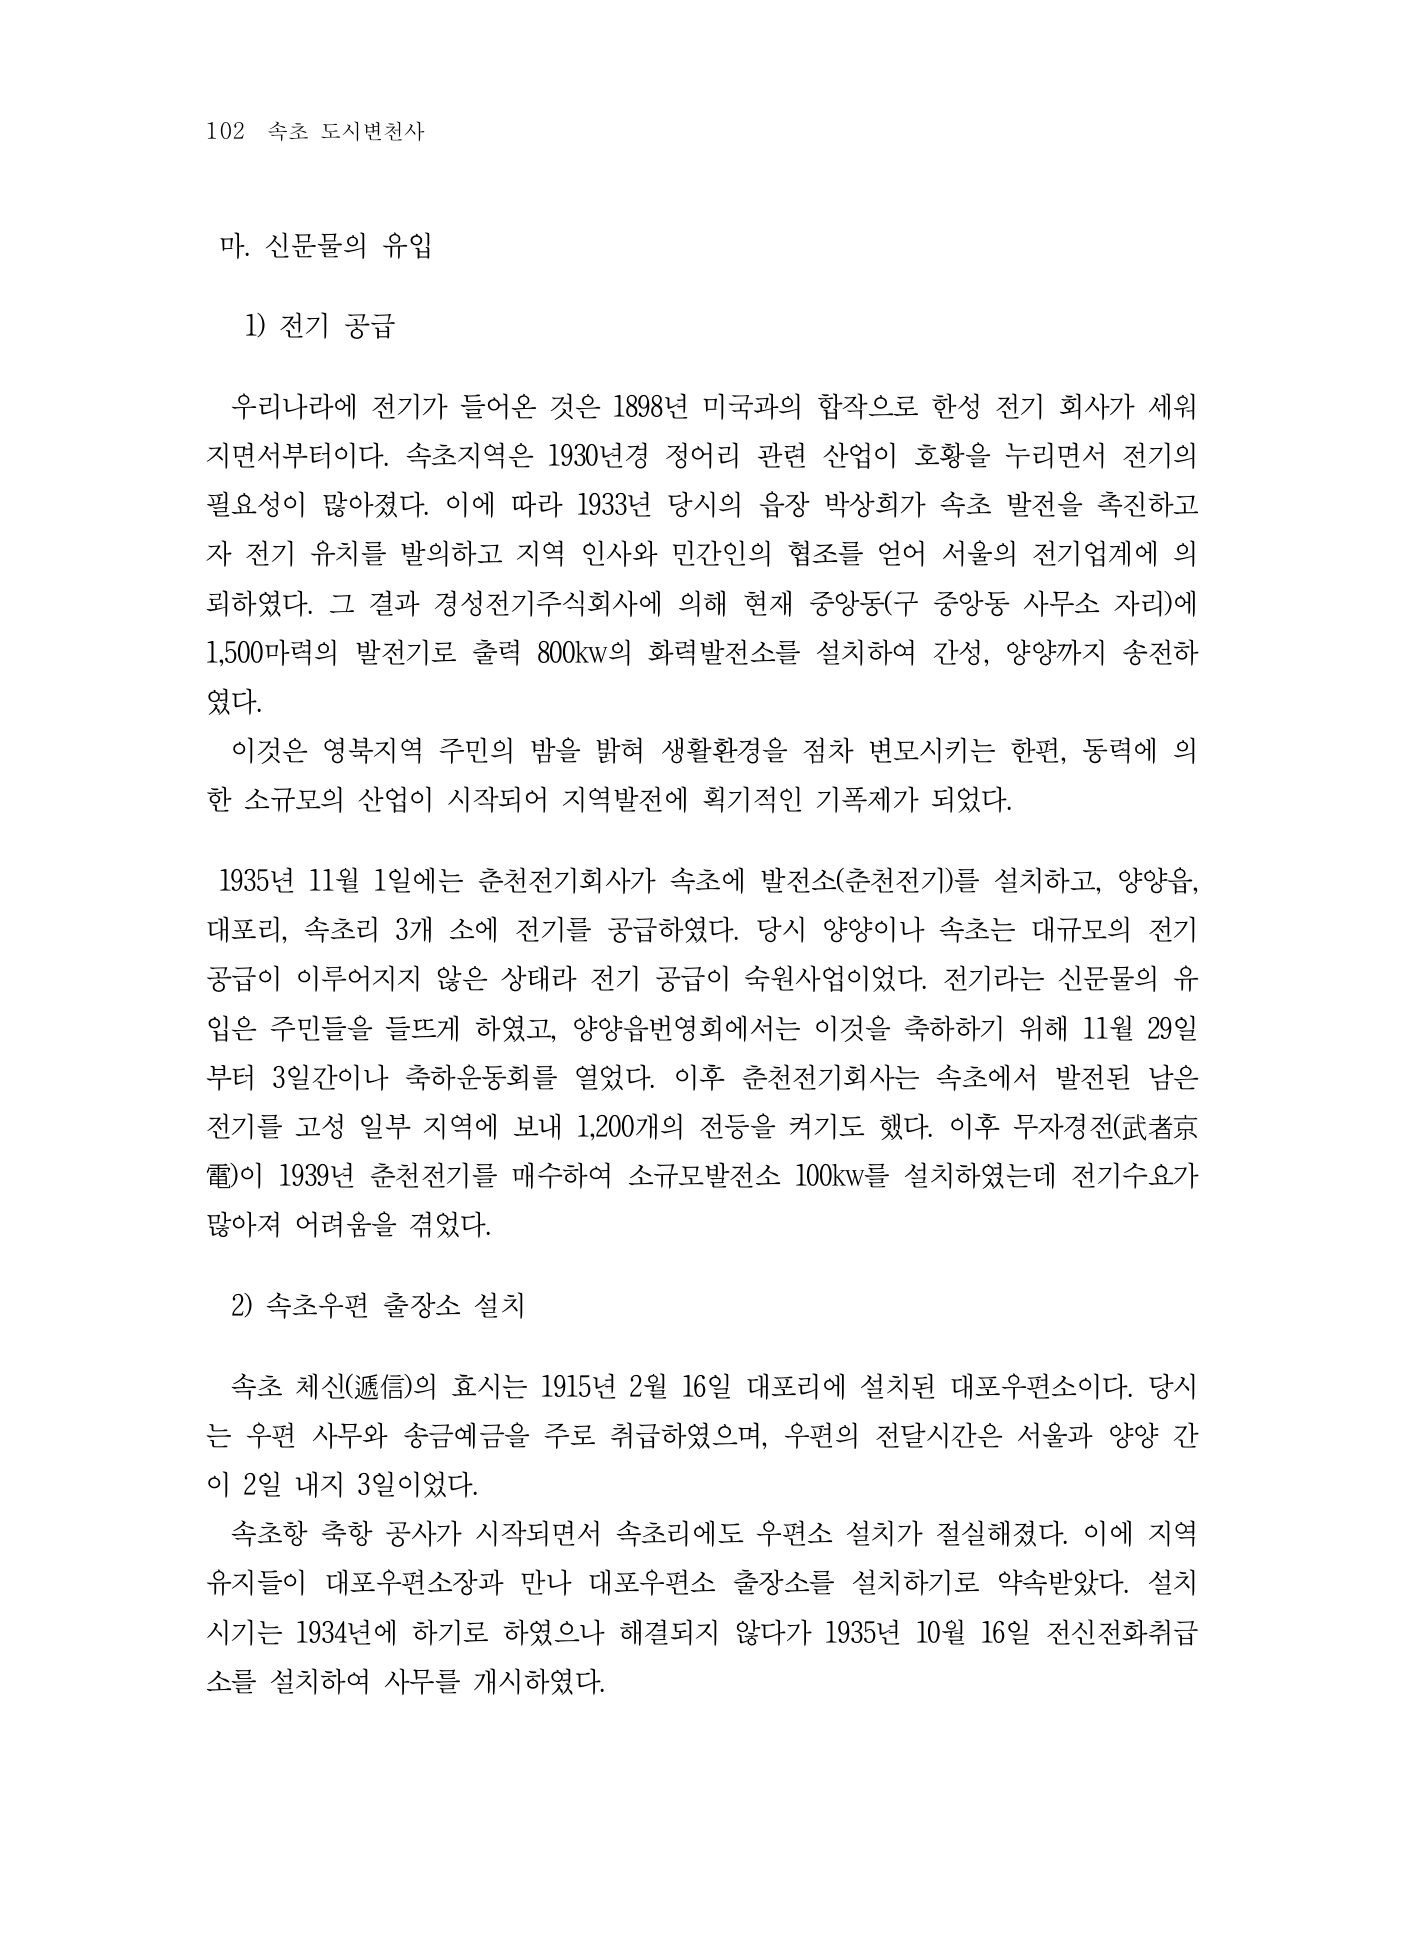 102 속초 도시변천사
마. 신문물의 유입
1) 전기 공급
우리나라에 전기가 들어온 것은 1898년 미국과의 합작으로 한성 전기 회사가 세워
지면서부터이다. 속초지역은 1930년경 정어리 관련 산업이 호황을 누리면서 전기의
필요성이 많아졌다. 이에 따라 1933년 당시의 읍장 박상희가 속초 발전을 촉진하고
자 전기 유치를 발의하고 지역 인사와 민간인의 협조를 얻어 서울의 전기업계에 의
뢰하였다. 그 결과 경성전기주식회사에 의해 현재 중앙동(구 중앙동 사무소 자리)에
1,500마력의 발전기로 출력 800kw의 화력발전소를 설치하여 간성, 양양까지 송전하
였다.
이것은 영북지역 주민의 밤을 밝혀 생활환경을 점차 변모시키는 한편, 동력에 의
한 소규모의 산업이 시작되어 지역발전에 획기적인 기폭제가 되었다.
1935년 11월 1일에는 춘천전기회사가 속초에 발전소(춘천전기)를 설치하고, 양양읍,
대포리, 속초리 3개 소에 전기를 공급하였다. 당시 양양이나 속초는 대규모의 전기
공급이 이루어지지 않은 상태라 전기 공급이 숙원사업이었다. 전기라는 신문물의 유
입은 주민들을 들뜨게 하였고, 양양읍번영회에서는 이것을 축하하기 위해 11월 29일
부터 3일간이나 축하운동회를 열었다. 이후 춘천전기회사는 속초에서 발전된 남은
전기를 고성 일부 지역에 보내 1,200개의 전등을 켜기도 했다. 이후 무자경전(武者京
電)이 1939년 춘천전기를 매수하여 소규모발전소 100kw를 설치하였는데 전기수요가
많아져 어려움을 겪었다.
2) 속초우편 출장소 설치
속초 체신(遞信)의 효시는 1915년 2월 16일 대포리에 설치된 대포우편소이다. 당시
는 우편 사무와 송금예금을 주로 취급하였으며, 우편의 전달시간은 서울과 양양 간
이 2일 내지 3일이었다.
속초항 축항 공사가 시작되면서 속초리에도 우편소 설치가 절실해졌다. 이에 지역
유지들이 대포우편소장과 만나 대포우편소 출장소를 설치하기로 약속받았다. 설치
시기는 1934년에 하기로 하였으나 해결되지 않다가 1935년 10월 16일 전신전화취급
소를 설치하여 사무를 개시하였다.